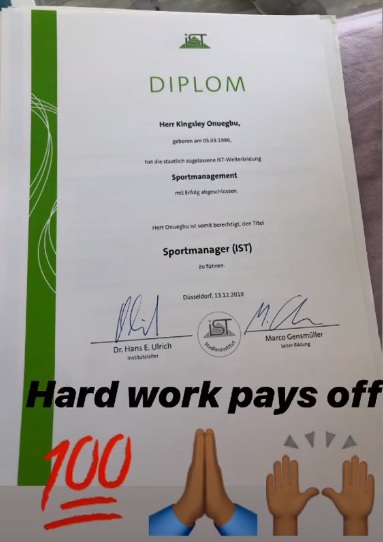 iST
DIPLOM
Herr Kingsley Onuegbu,
geboren am 05.03.1986,
hat die staatlich zugelassene IST-Weiterbildung
Sportmanagement
mit Erfolg abgeschlossen.
Herr Onuegbu ist somit berechtigt, den Titel
Sportmanager (IST)
zu führen.
Düsseldorf, 13.12.2019
Dr. Hans E. Ulrich
Institutsleiter
iST
Studieninstitut
Marco Gensmüller
Leiter Bildung
Hard work pays off
100